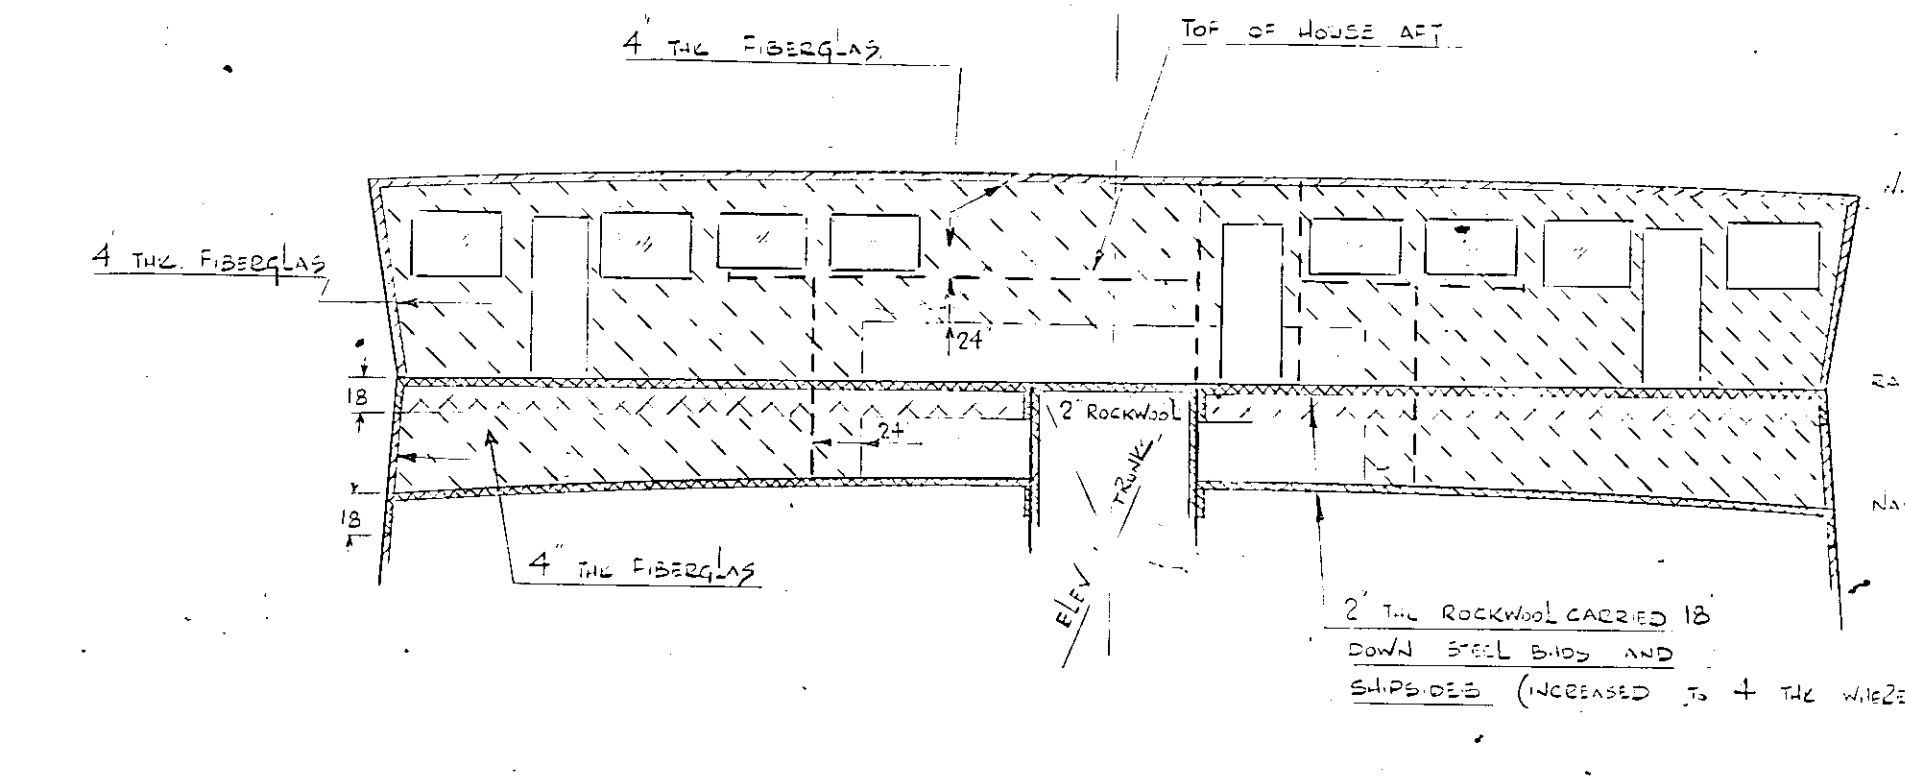 4" THK FIBERGLAS
TOP OF HOUSE AFT
4" THK. FIBERGLAS
24
18
2" ROCKWOOL
24
TRUNK
18
4" THK FIBERGLAS
ELEV
2" THK ROCKWOOL CARRIED 18"
DOWN STEEL BHDS AND
SHIPSIDES (INCREASED TO 4 THK WHERE